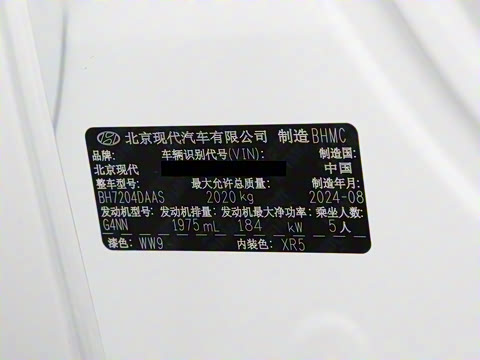 北京现代汽车有限公司 制造 BHMC
品牌: 车辆识别代号(VIN): 制造国:
北京现代 中国
整车型号: 最大允许总质量: 制造年月:
BH7204DAAS 2020 kg 2024-08
发动机型号: 发动机排量: 发动机最大净功率: 乘坐人数:
G4NN 1975 mL 184 kW 5 人
漆色: WW9 内装色: XR5